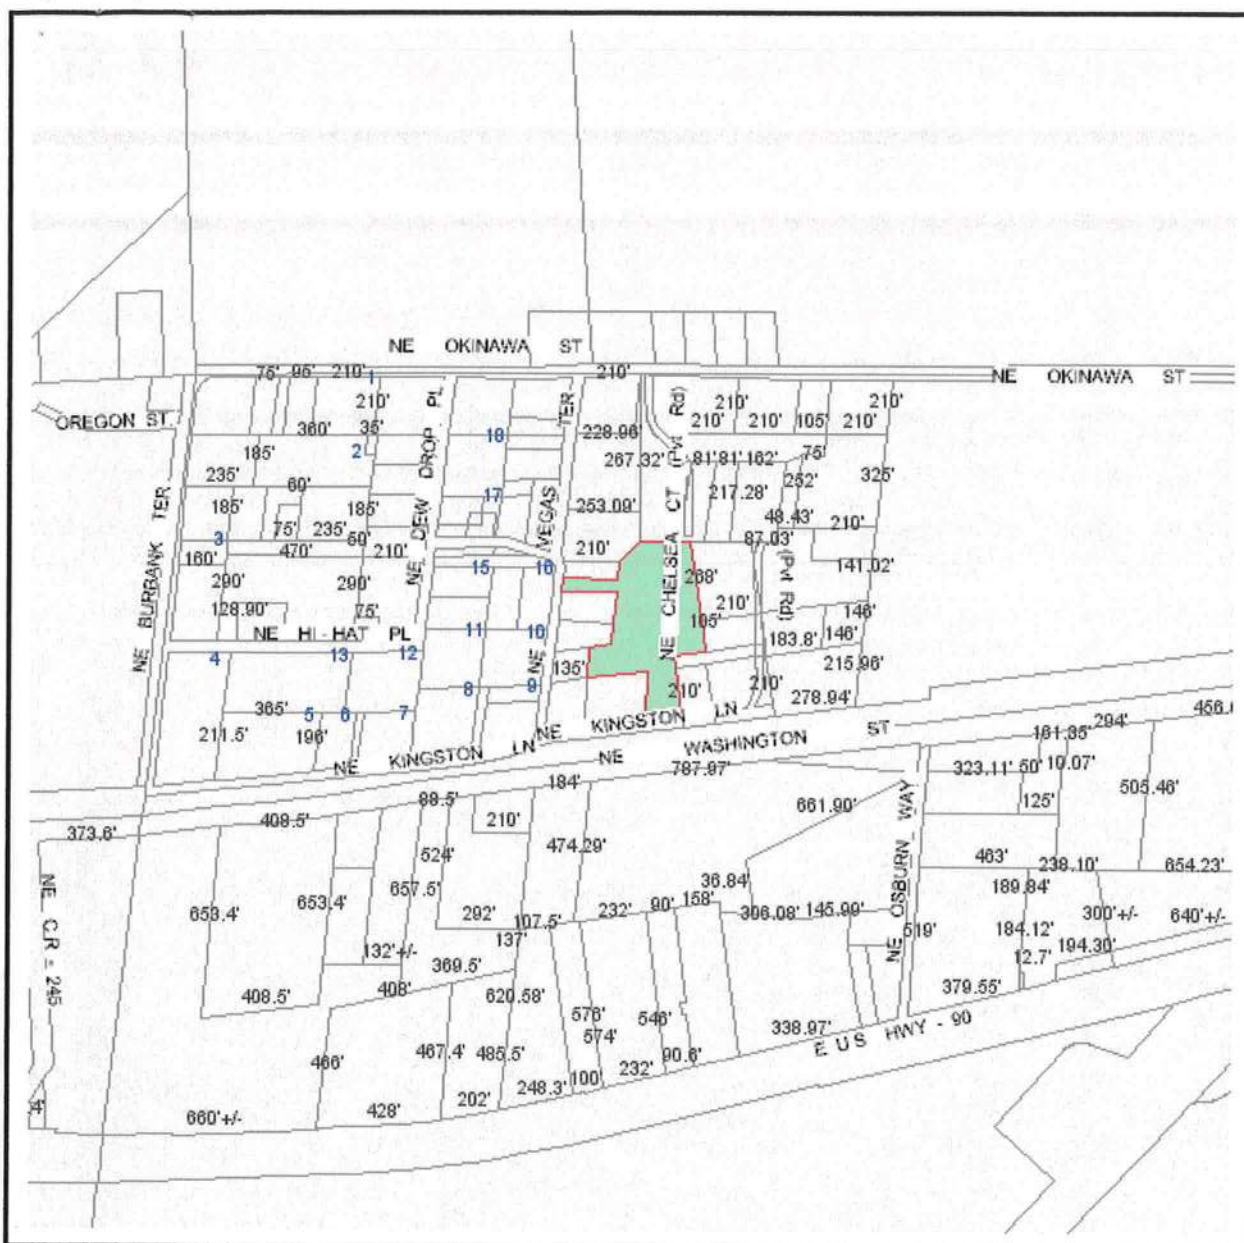 NE OKINAWA ST
75' 95' 210' 1 210'
NE OKINAWA ST
OREGON ST
210' 210' 210'
360' 35' 210' 210' 105' 210'
NE DEW DROP PL
NE VEGAS TER
NE CHELSEA CT (Pvt Rd)
NE BURBANK TER
18 228.96'
185' 2 267.32' 81' 81' 162' 75'
235' 60' 252' 325'
185' 185' 17 253.09' 217.28'
48.43' 210'
3 75' 235' 50' 87.03'
470' 210' 210'
160' 15 16 141.02'
290' 290' 268'
(Pvt Rd)
128.90' 75' 210' 146'
105'
NE HI-HAT PL 11 10 183.8' 146'
4 13 12 135' 215.96'
8 9 210' 210' 278.94'
365' 5 6 7
211.5' 196'
NE KINGSTON LN
NE KINGSTON LN
NE WASHINGTON ST
294'
184' 787.97' 323.11' 50' 10.07'
88.5' 661.90' 125' 505.46'
373.6' 408.5' 210'
474.29'
524' NE OSBURN WAY
657.5' 463' 239.10' 654.23'
36.84' 189.84'
653.4' 653.4' 292' 107.5' 232' 90' 158' 306.08' 145.99' 300'+/- 640'+/-
137' 519' 184.12'
132'+/- 369.5' 12.7' 194.30'
NE CR - 245
408.5' 408' 620.58' 379.55'
576' 546'
574' 338.97'
466' 467.4' 485.5' 90.6' E US HWY - 90
100' 232'
248.3'
660'+/- 428' 202'